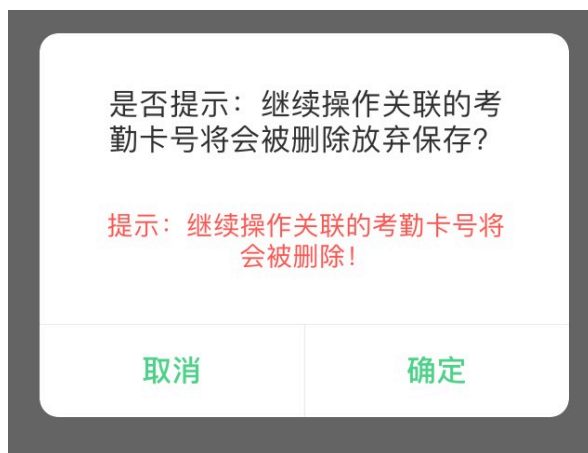 是否提示：继续操作关联的考
勤卡号将会被删除放弃保存？
提示：继续操作关联的考勤卡号将
会被删除！
取消
确定